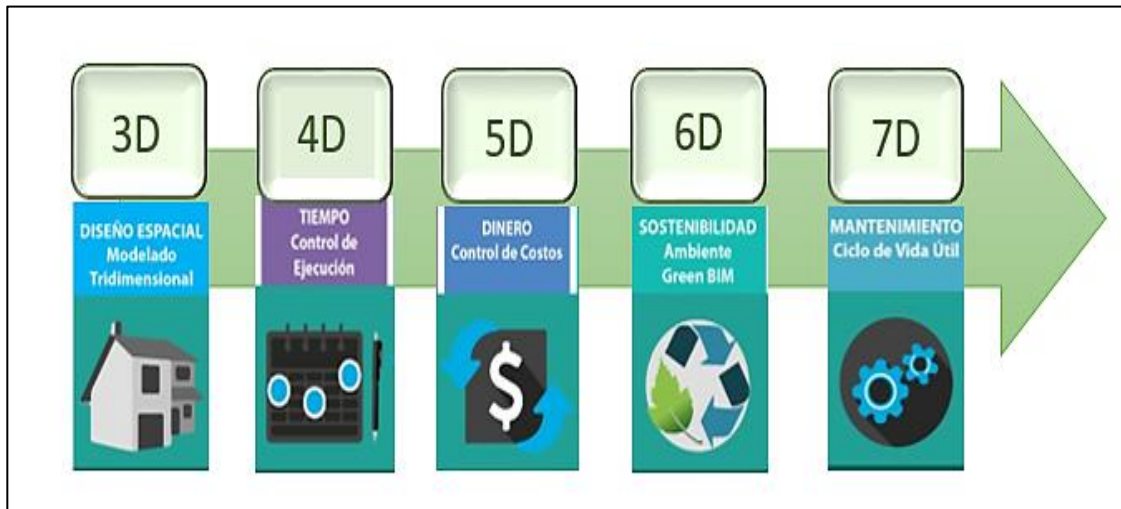 3D
DISEÑO ESPACIAL
Modelado
Tridimensional
4D
TIEMPO
Control de
Ejecución
5D
DINERO
Control de Costos
$
6D
SOSTENIBILIDAD
Ambiente
Green BIM
7D
MANTENIMIENTO
Ciclo de Vida Útil